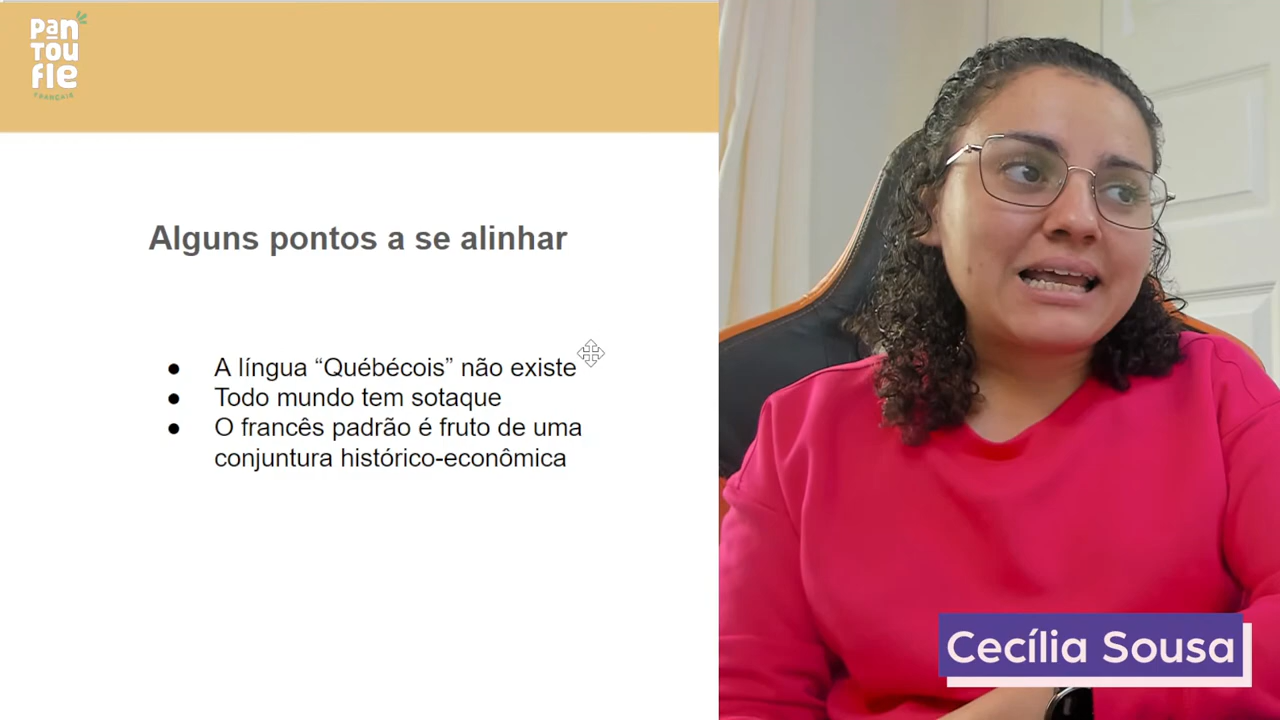 Pan
TOU
fle
FRANÇAIS
Alguns pontos a se alinhar
● A língua “Québécois” não existe
● Todo mundo tem sotaque
● O francês padrão é fruto de uma
conjuntura histórico-econômica
Cecília Sousa